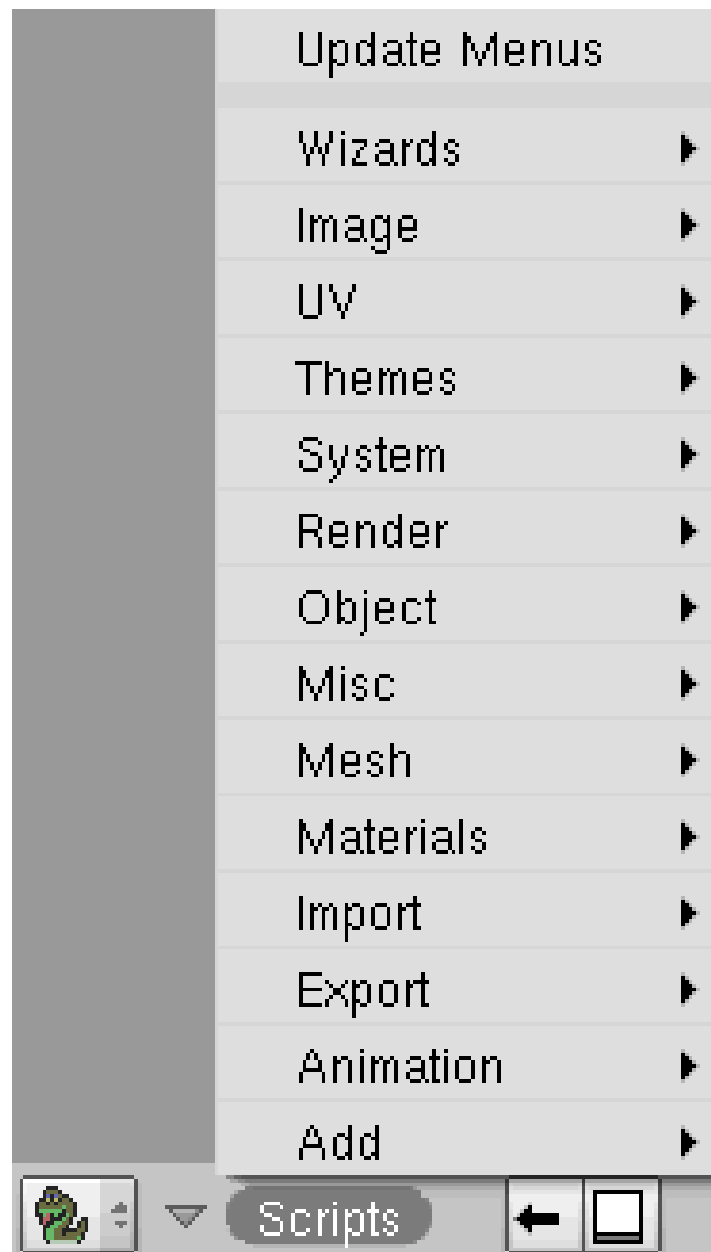 Update Menus
Wizards
Image
UV
Themes
System
Render
Object
Misc
Mesh
Materials
Import
Export
Animation
Add
Scripts